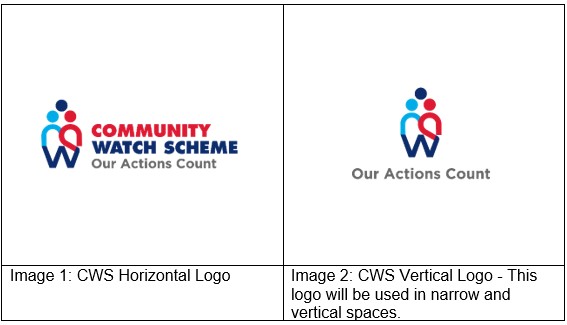 COMMUNITY
WATCH SCHEME
Our Actions Count
Our Actions Count
Image 1: CWS Horizontal Logo
Image 2: CWS Vertical Logo - This
logo will be used in narrow and
vertical spaces.